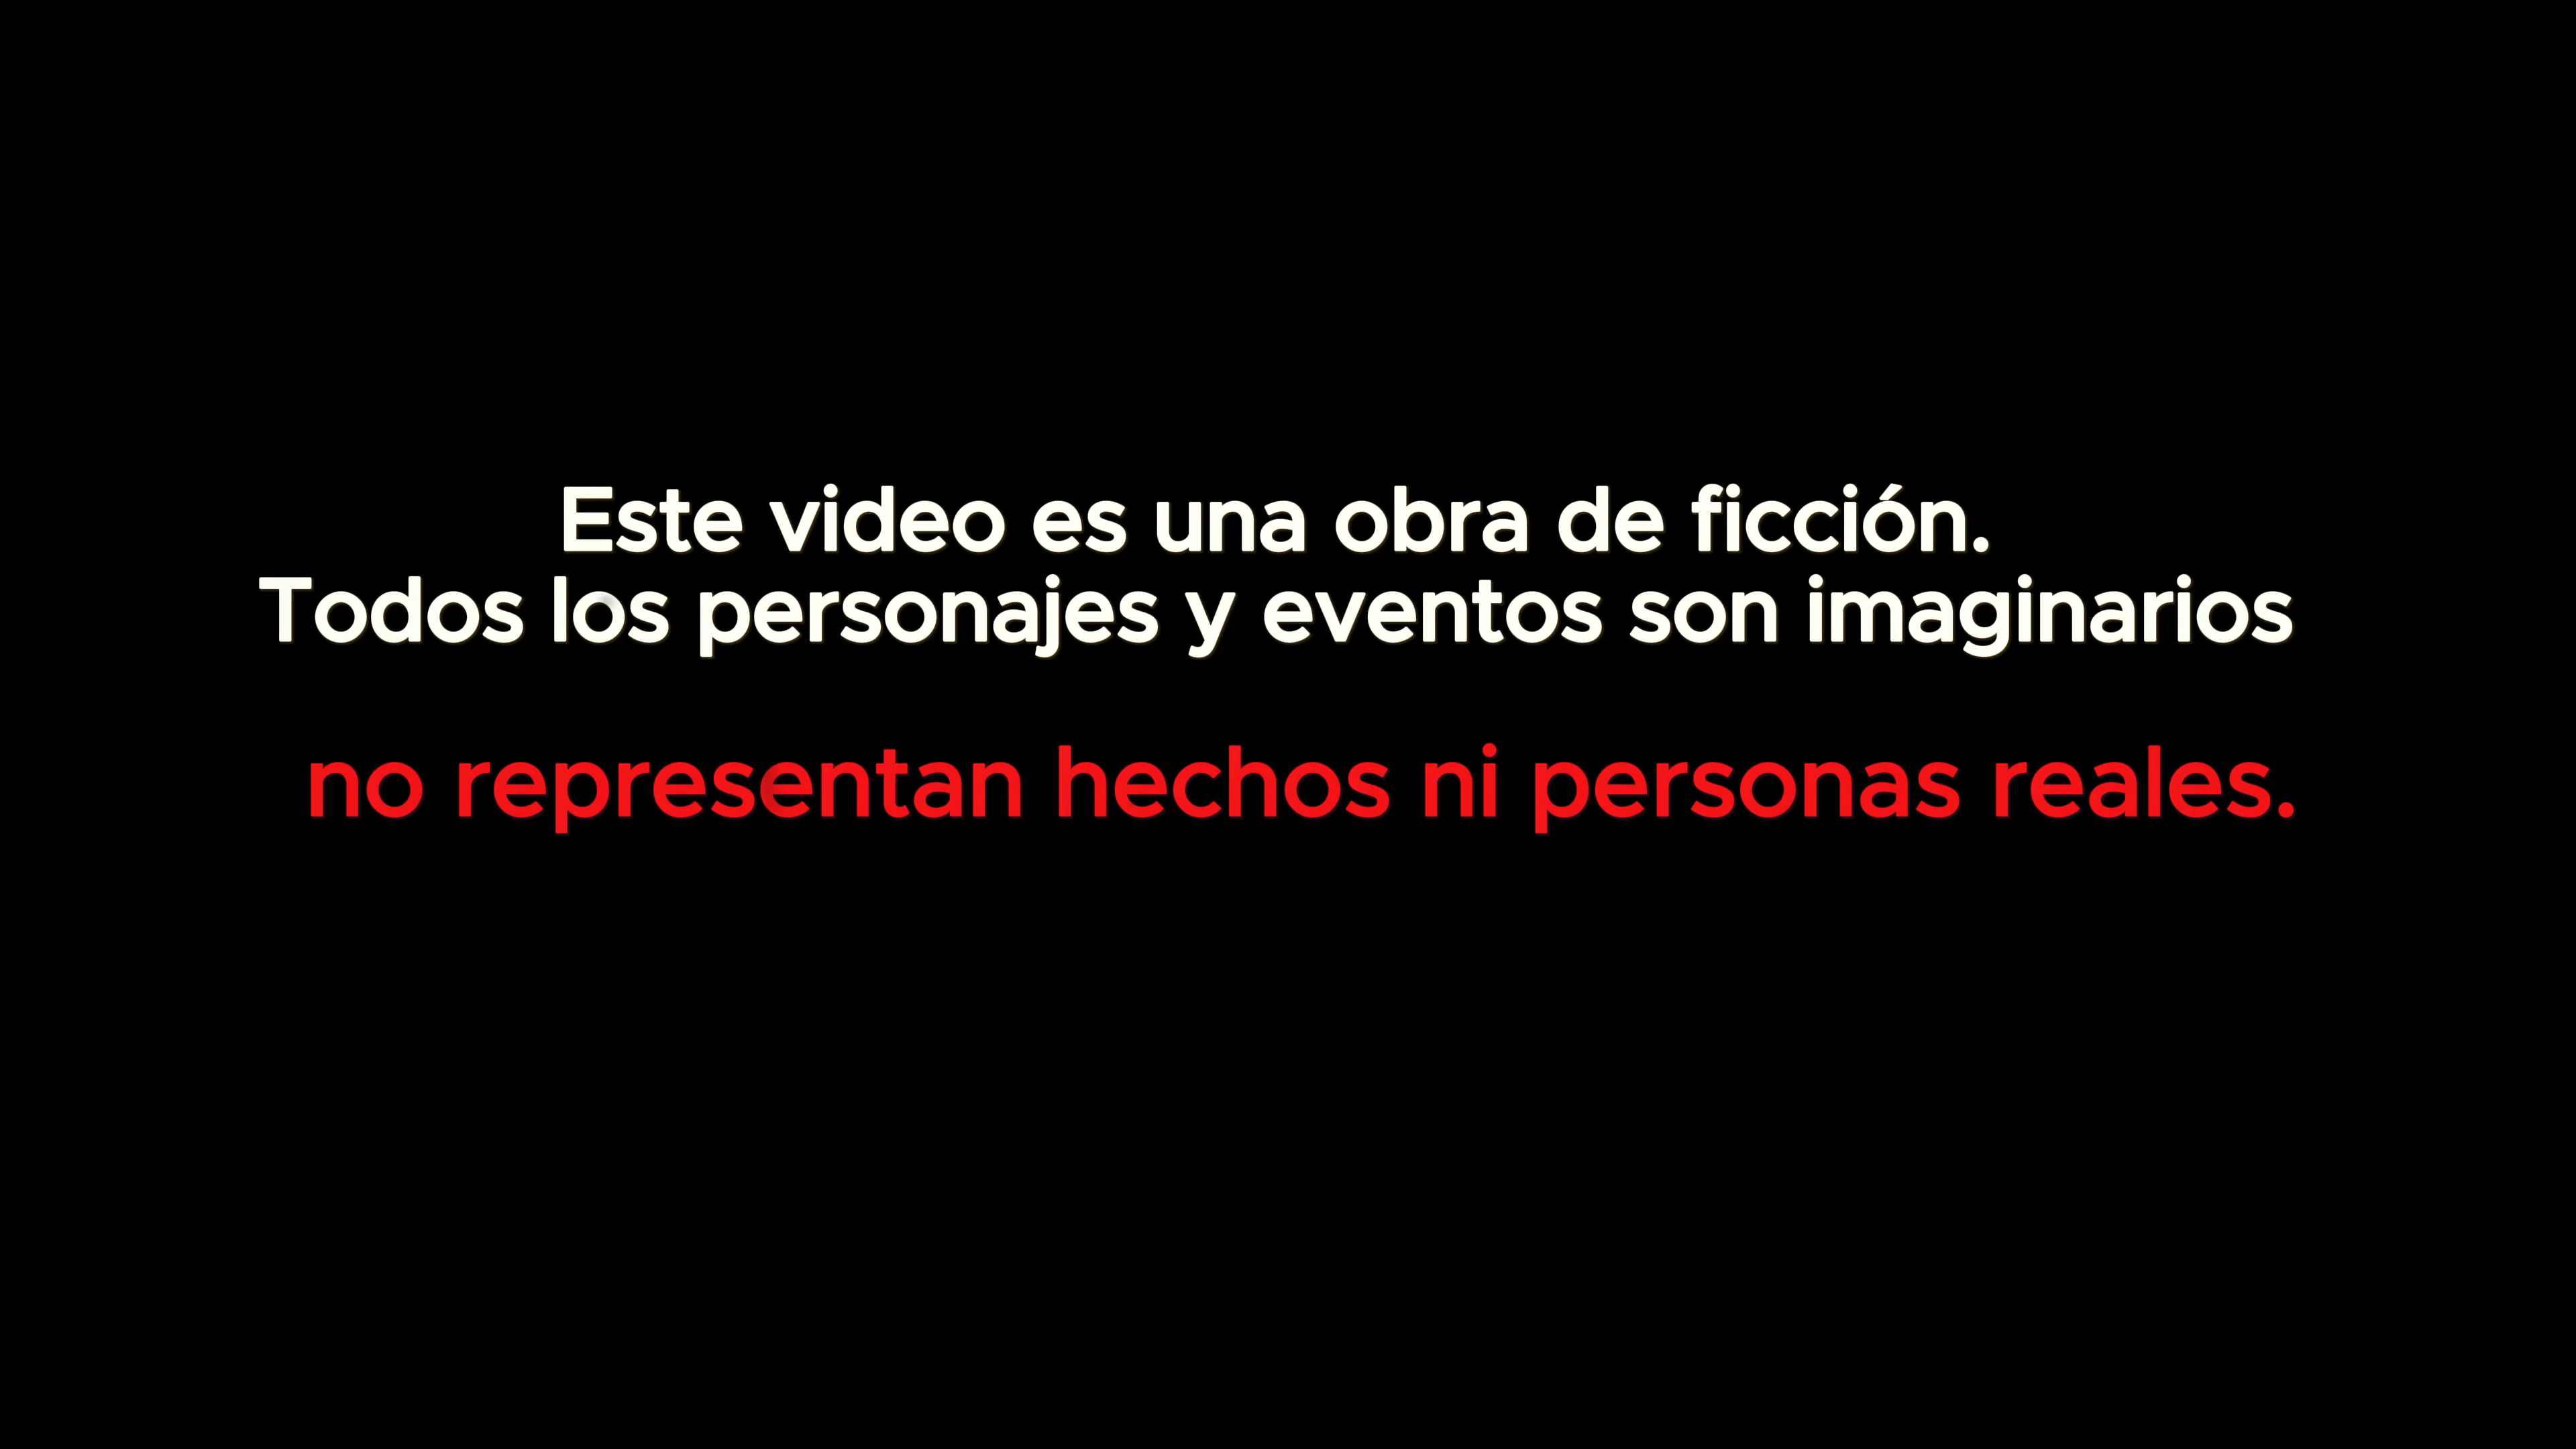 Este video es una obra de ficción.
Todos los personajes y eventos son imaginarios
no representan hechos ni personas reales.